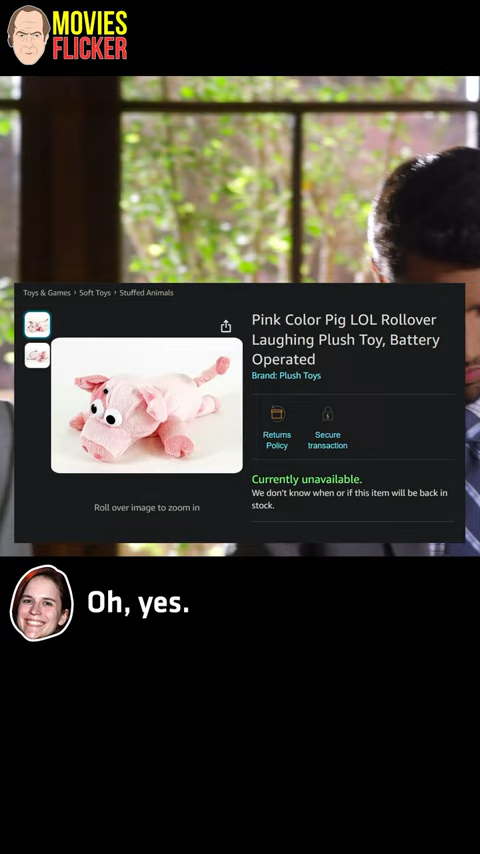 MOVIES
FLICKER
Toys & Games › Soft Toys › Stuffed Animals
Pink Color Pig LOL Rollover
Laughing Plush Toy, Battery
Operated
Brand: Plush Toys
Returns
Policy
Secure
transaction
Currently unavailable.
We don't know when or if this item will be back in
stock.
Roll over image to zoom in
Oh, yes.